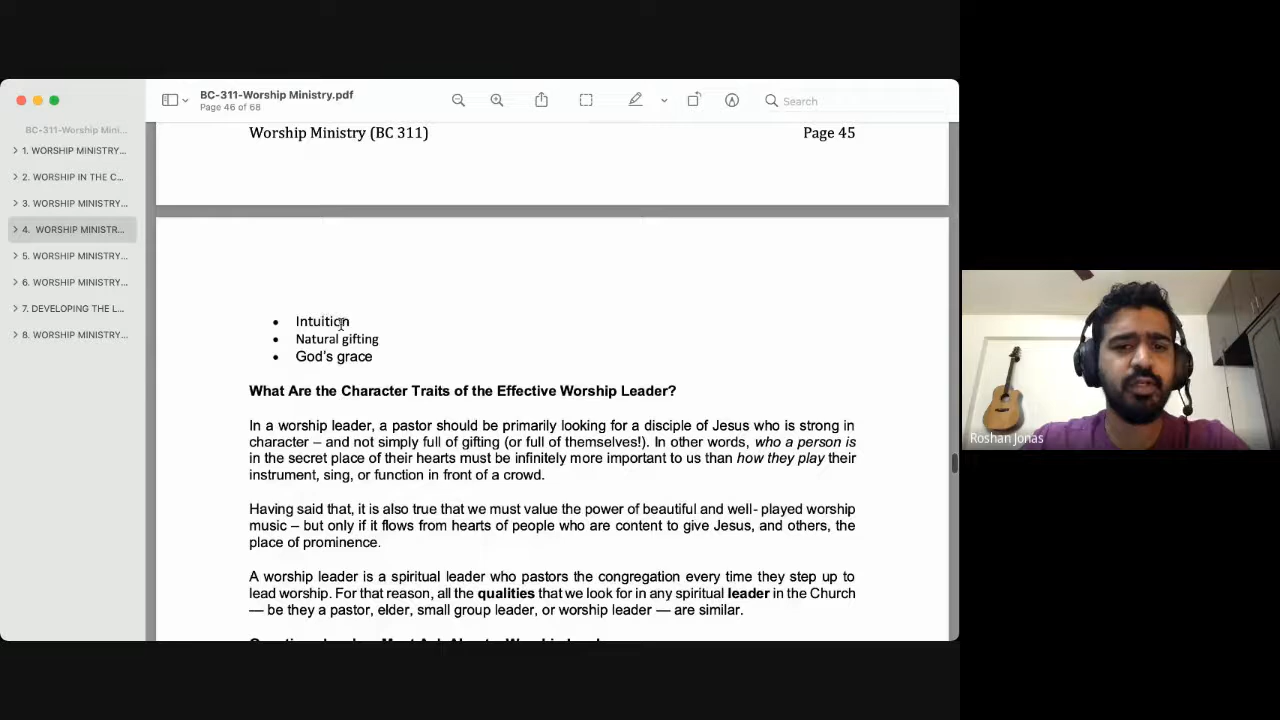 BC-311-Worship Ministry.pdf
Page 46 of 68
Search
BC-311-Worship Mini...
1. WORSHIP MINISTRY...
2. WORSHIP IN THE C...
3. WORSHIP MINISTRY...
4. WORSHIP MINISTR...
5. WORSHIP MINISTRY...
6. WORSHIP MINISTRY...
7. DEVELOPING THE L...
8. WORSHIP MINISTRY...
Worship Ministry (BC 311) Page 45
• Intuition
• Natural gifting
• God's grace
What Are the Character Traits of the Effective Worship Leader?
In a worship leader, a pastor should be primarily looking for a disciple of Jesus who is strong in
character – and not simply full of gifting (or full of themselves!). In other words, who a person is
in the secret place of their hearts must be infinitely more important to us than how they play their
instrument, sing, or function in front of a crowd.
Having said that, it is also true that we must value the power of beautiful and well- played worship
music – but only if it flows from hearts of people who are content to give Jesus, and others, the
place of prominence.
A worship leader is a spiritual leader who pastors the congregation every time they step up to
lead worship. For that reason, all the qualities that we look for in any spiritual leader in the Church
— be they a pastor, elder, small group leader, or worship leader — are similar.
Roshan Jonas